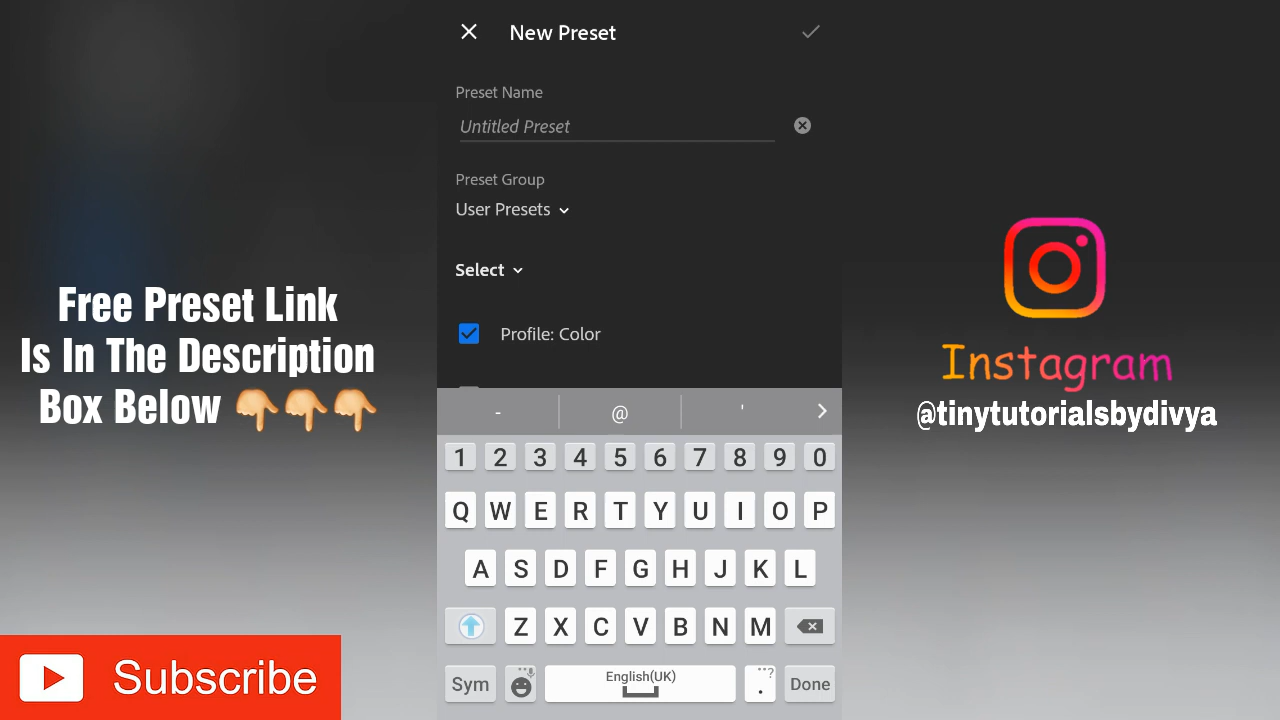 New Preset
Preset Name
Untitled Preset
Preset Group
User Presets
Select
Profile: Color
Free Preset Link
Is In The Description
Box Below 👇🏼👇🏼👇🏼
Instagram
@tinytutorialsbydivya
Subscribe
- @ '
1 2 3 4 5 6 7 8 9 0
Q W E R T Y U I O P
A S D F G H J K L
Z X C V B N M
Sym English(UK) . ...? Done